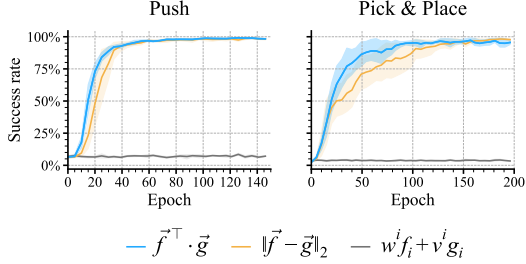 Push Pick & Place
100%
75%
50%
25%
0%
Success rate
0 20 40 60 80 100 120 140
0 50 100 150 200
Epoch Epoch
f⃗ ⊤ · g⃗ ‖f⃗ − g⃗‖₂ wⁱfᵢ + vⁱgᵢ